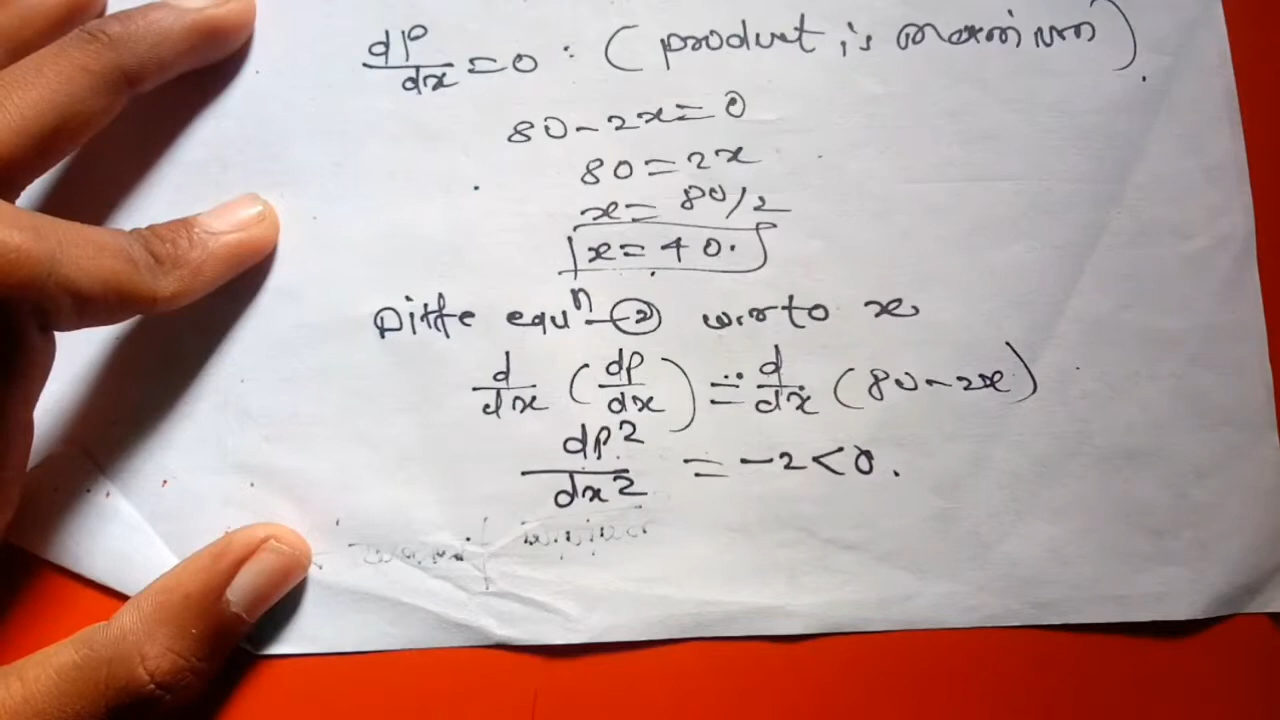 dP/dx = 0 : (product is maximum).
80 - 2x = 0
80 = 2x
x = 80/2
x = 40.
Diffe equⁿ - ② w.r to x
d/dx (dP/dx) = d/dx (80 - 2x)
dP²/dx² = -2 < 0.